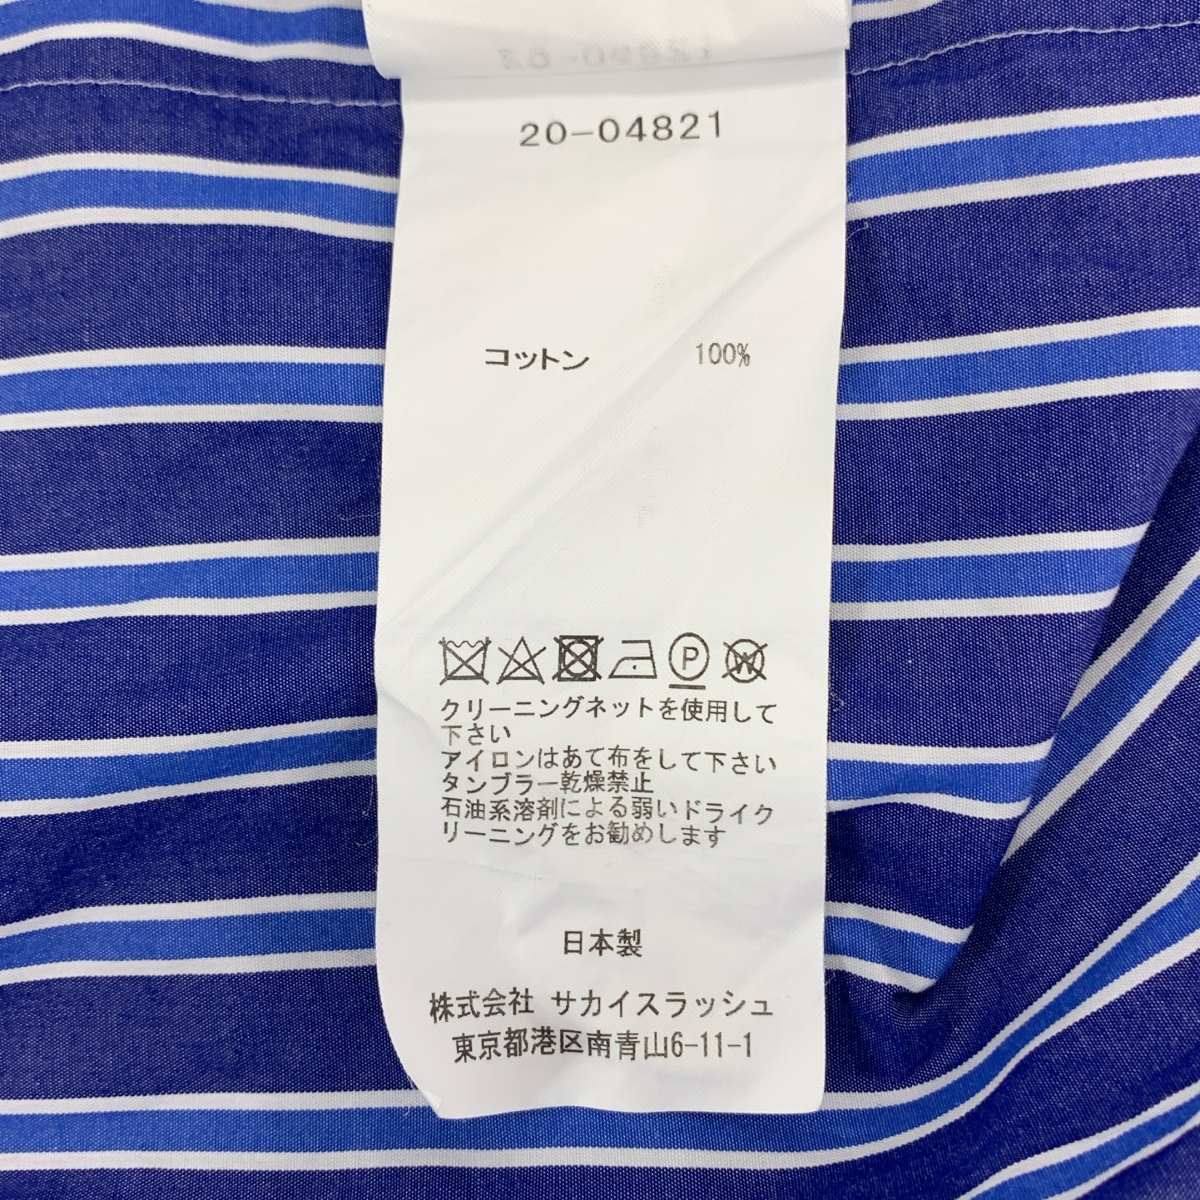 20-04821
コットン 100%
クリーニングネットを使用して
下さい
アイロンはあて布をして下さい
タンブラー乾燥禁止
石油系溶剤による弱いドライク
リーニングをお勧めします
日本製
株式会社 サカイスラッシュ
東京都港区南青山6-11-1